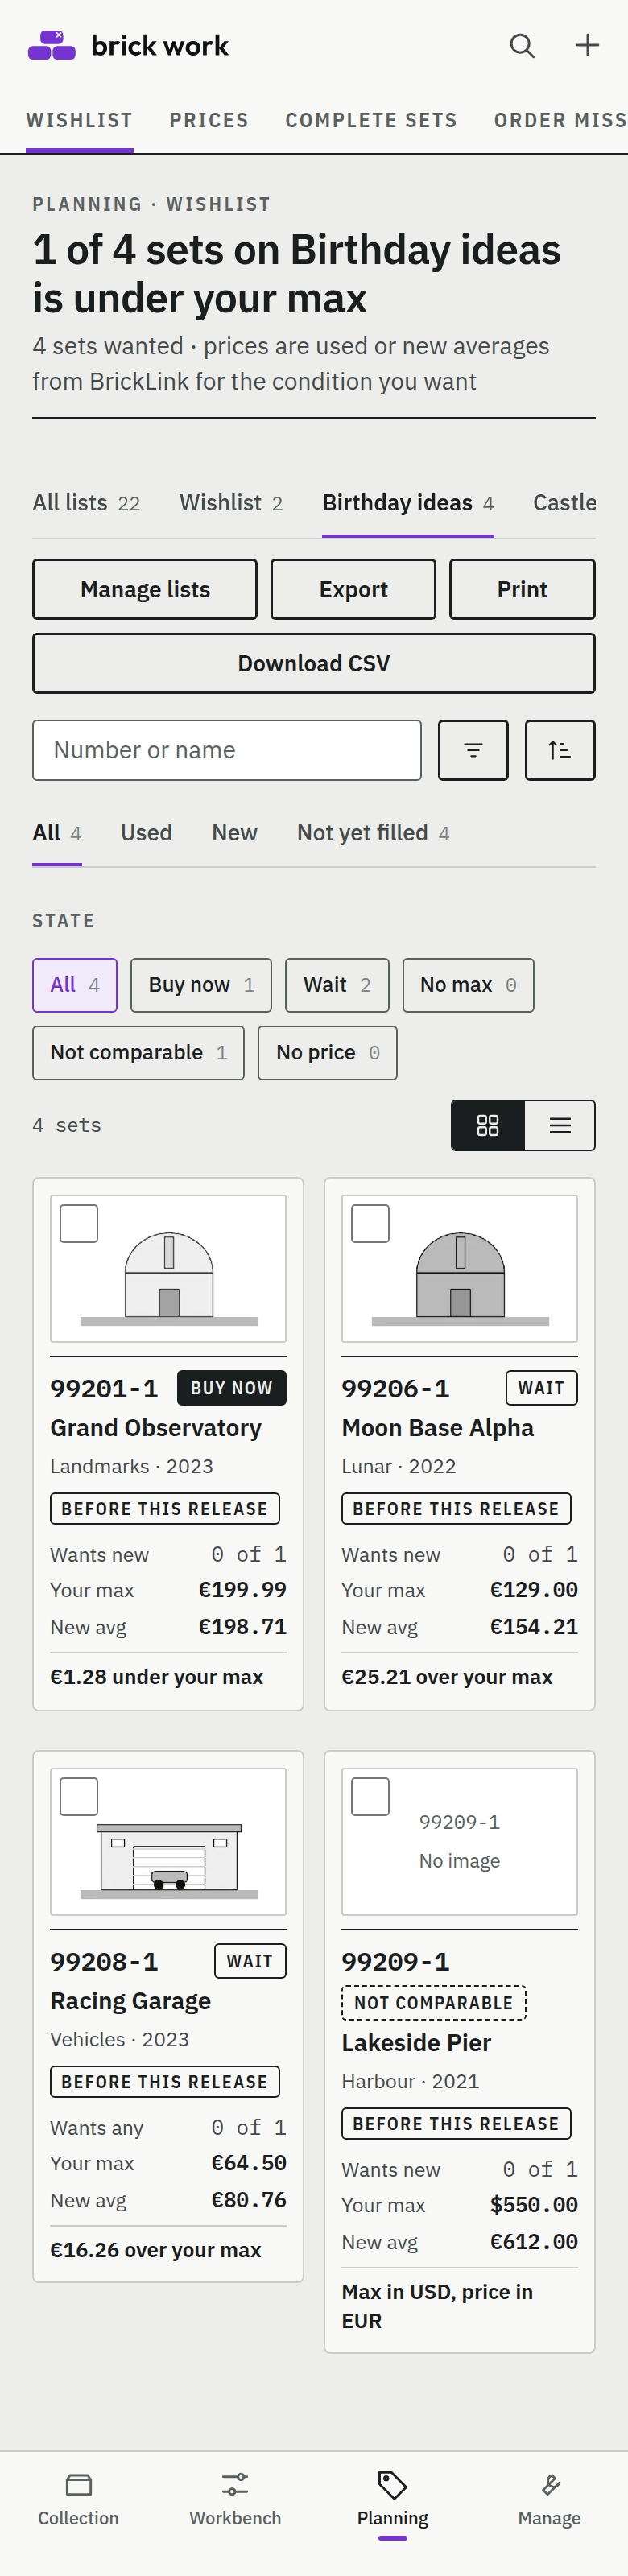 brick work
WISHLIST PRICES COMPLETE SETS ORDER MISS
PLANNING · WISHLIST
1 of 4 sets on Birthday ideas
is under your max
4 sets wanted · prices are used or new averages
from BrickLink for the condition you want
All lists 22 Wishlist 2 Birthday ideas 4 Castle
Manage lists Export Print
Download CSV
Number or name
All 4 Used New Not yet filled 4
STATE
All 4 Buy now 1 Wait 2 No max 0
Not comparable 1 No price 0
4 sets
99201-1 BUY NOW
Grand Observatory
Landmarks · 2023
BEFORE THIS RELEASE
Wants new 0 of 1
Your max €199.99
New avg €198.71
€1.28 under your max
99206-1 WAIT
Moon Base Alpha
Lunar · 2022
BEFORE THIS RELEASE
Wants new 0 of 1
Your max €129.00
New avg €154.21
€25.21 over your max
99208-1 WAIT
Racing Garage
Vehicles · 2023
BEFORE THIS RELEASE
Wants any 0 of 1
Your max €64.50
New avg €80.76
€16.26 over your max
99209-1
No image
99209-1
NOT COMPARABLE
Lakeside Pier
Harbour · 2021
BEFORE THIS RELEASE
Wants new 0 of 1
Your max $550.00
New avg €612.00
Max in USD, price in
EUR
Collection Workbench Planning Manage